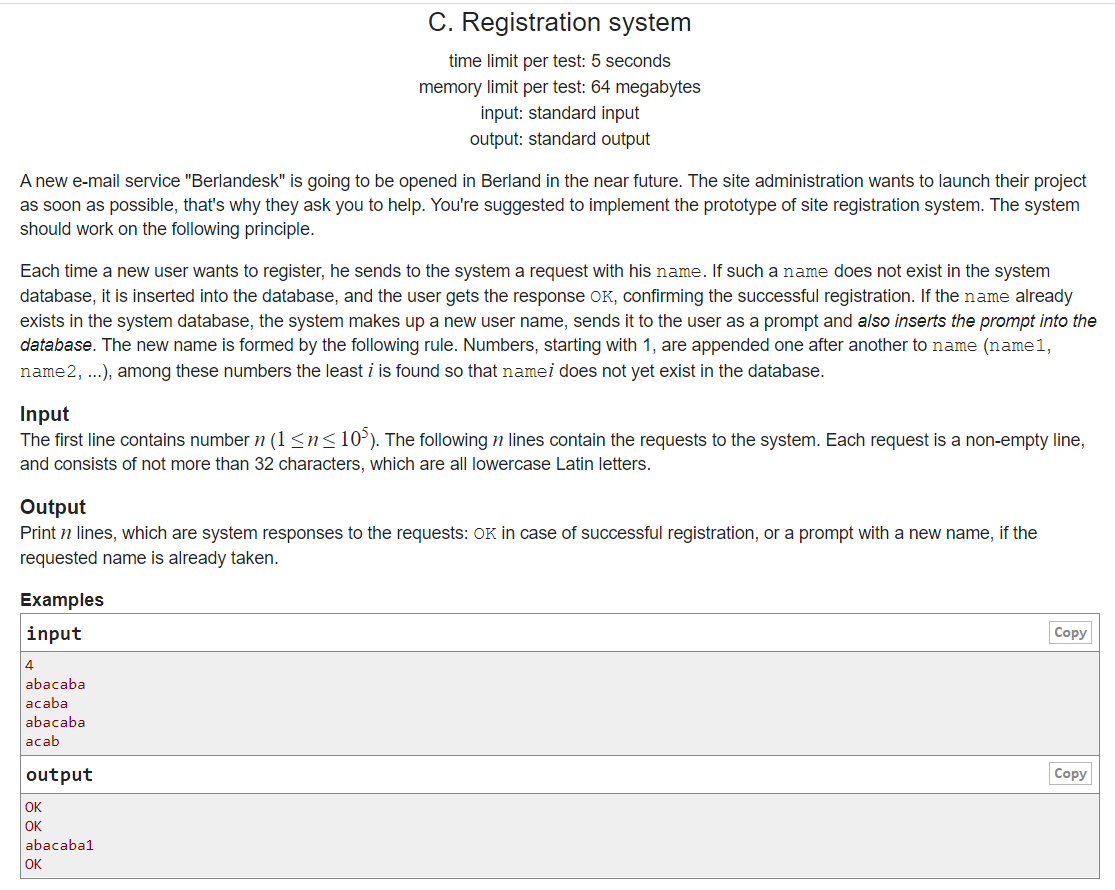 C. Registration system
time limit per test: 5 seconds
memory limit per test: 64 megabytes
input: standard input
output: standard output
A new e-mail service "Berlandesk" is going to be opened in Berland in the near future. The site administration wants to launch their project
as soon as possible, that's why they ask you to help. You're suggested to implement the prototype of site registration system. The system
should work on the following principle.
Each time a new user wants to register, he sends to the system a request with his name. If such a name does not exist in the system
database, it is inserted into the database, and the user gets the response OK, confirming the successful registration. If the name already
exists in the system database, the system makes up a new user name, sends it to the user as a prompt and also inserts the prompt into the
database. The new name is formed by the following rule. Numbers, starting with 1, are appended one after another to name (name1,
name2, ...), among these numbers the least i is found so that namei does not yet exist in the database.
Input
The first line contains number n (1 ≤ n ≤ 10⁵). The following n lines contain the requests to the system. Each request is a non-empty line,
and consists of not more than 32 characters, which are all lowercase Latin letters.
Output
Print n lines, which are system responses to the requests: OK in case of successful registration, or a prompt with a new name, if the
requested name is already taken.
Examples
input Copy
4
abacaba
acaba
abacaba
acab
output Copy
OK
OK
abacaba1
OK